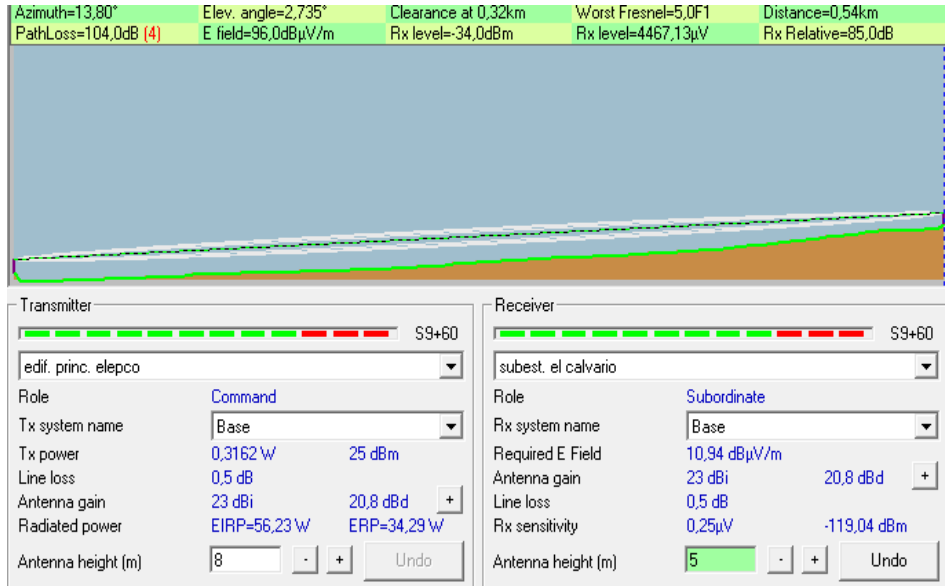 Azimuth=13,80° Elev. angle=2,735° Clearance at 0,32km Worst Fresnel=5,0F1 Distance=0,54km
PathLoss=104,0dB (4) E field=96,0dBµV/m Rx level=-34,0dBm Rx level=4467,13µV Rx Relative=85,0dB
Transmitter
S9+60
edif. princ. elepco
Role Command
Tx system name Base
Tx power 0,3162 W 25 dBm
Line loss 0,5 dB
Antenna gain 23 dBi 20,8 dBd +
Radiated power EIRP=56,23 W ERP=34,29 W
Antenna height (m) 8 - + Undo
Receiver
S9+60
subest. el calvario
Role Subordinate
Rx system name Base
Required E Field 10,94 dBµV/m
Antenna gain 23 dBi 20,8 dBd +
Line loss 0,5 dB
Rx sensitivity 0,25µV -119,04 dBm
Antenna height (m) 5 - + Undo